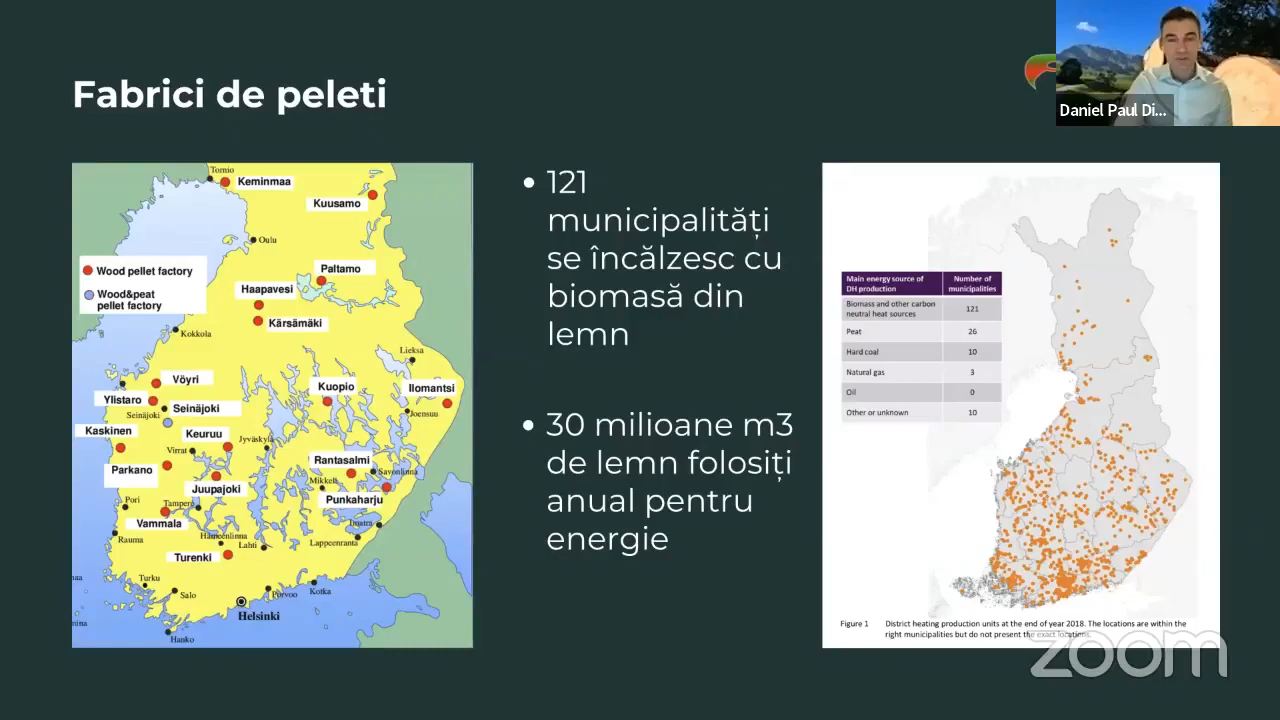 Daniel Paul Di...
Fabrici de peleti
Tornio
Keminmaa
Kuusamo
Oulu
Wood pellet factory
Wood&peat
pellet factory
Paltamo
Haapavesi
Kärsämäki
Kokkola
Lieksa
Vöyri
Kuopio
Ilomantsi
Ylistaro
Seinäjoki
Seinäjoki
Joensuu
Kaskinen
Keuruu
Jyväskylä
Virrat
Rantasalmi
Savonlinna
Parkano
Mikkeli
Juupajoki
Punkaharju
Pori
Tampere
Vammala
Imatra
Rauma
Hämeenlinna
Lahti
Lappeenranta
Turenki
Turku
Salo
Porvoo
Kotka
Helsinki
Hanko
• 121
municipalități
se încălzesc cu
biomasă din
lemn
• 30 milioane m3
de lemn folosiți
anual pentru
energie
Main energy source of DH production Number of municipalities
Biomass and other carbon neutral heat sources 121
Peat 26
Hard coal 10
Natural gas 3
Oil 0
Other or unknown 10
Figure 1 District heating production units at the end of year 2018. The locations are within the
right municipalities but do not present the exact locations.
zoom